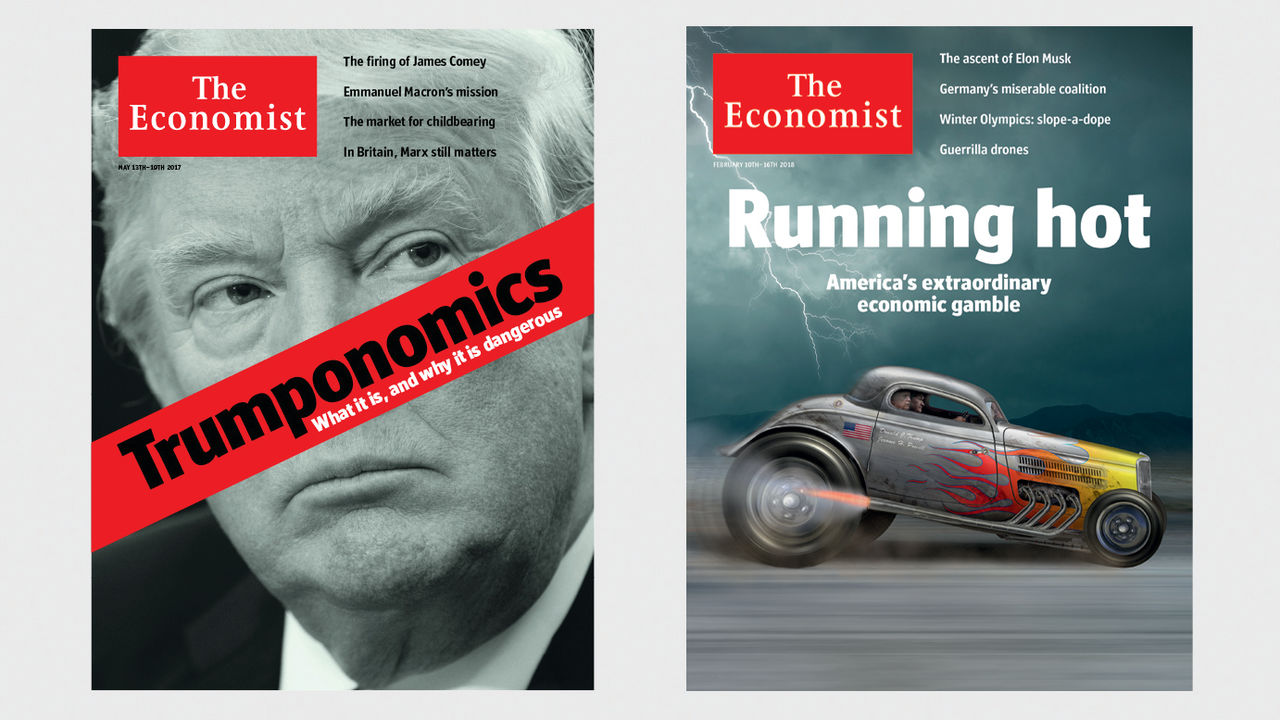 The
Economist
The firing of James Comey
Emmanuel Macron's mission
The market for childbearing
In Britain, Marx still matters
MAY 13TH–19TH 2017
Trumponomics
What it is, and why it is dangerous
The
Economist
The ascent of Elon Musk
Germany's miserable coalition
Winter Olympics: slope-a-dope
Guerrilla drones
FEBRUARY 10TH–16TH 2018
Running hot
America's extraordinary
economic gamble
Donald J. Trump
Jerome H. Powell